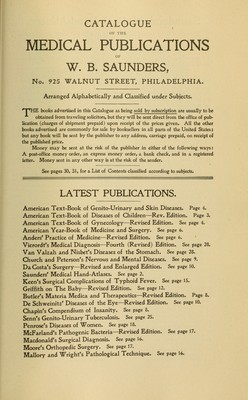 CATALOGUE
OF THE
MEDICAL PUBLICATIONS
OF
W. B. SAUNDERS,
No. 925 WALNUT STREET, PHILADELPHIA.
Arranged Alphabetically and Classified under Subjects.
THE books advertised in this Catalogue as being sold by subscription are usually to be
obtained from traveling solicitors, but they will be sent direct from the office of pub-
lication (charges of shipment prepaid) upon receipt of the prices given. All the other
books advertised are commonly for sale by booksellers in all parts of the United States;
but any book will be sent by the publisher to any address, carriage prepaid, on receipt of
the published price.
Money may be sent at the risk of the publisher in either of the following ways:
A post-office money order, an express money order, a bank check, and in a registered
letter. Money sent in any other way is at the risk of the sender.
See pages 30, 31, for a List of Contents classified according to subjects.
LATEST PUBLICATIONS.
American Text-Book of Genito-Urinary and Skin Diseases. Page 4.
American Text-Book of Diseases of Children—Rev. Edition. Page 3.
American Text-Book of Gynecology—Revised Edition. See page 4.
American Year-Book of Medicine and Surgery. See page 6.
Anders' Practice of Medicine—Revised Edition. See page 6.
Vierordt's Medical Diagnosis—Fourth (Revised) Edition. See page 28.
Van Valzah and Nisbet's Diseases of the Stomach. See page 28.
Church and Peterson's Nervous and Mental Diseases. See page 9.
Da Costa's Surgery—Revised and Enlarged Edition. See page 10.
Saunders' Medical Hand-Atlases. See page 2.
Keen's Surgical Complications of Typhoid Fever. See page 15.
Griffith on The Baby—Revised Edition. See page 12.
Butler's Materia Medica and Therapeutics—Revised Edition. Page 8.
De Schweinitz' Diseases of the Eye—Revised Edition. See page 10.
Chapin's Compendium of Insanity. See page 8.
Senn's Genito-Urinary Tuberculosis. See page 25.
Penrose's Diseases of Women. See page 18.
McFarland's Pathogenic Bacteria—Revised Edition. See page 17.
Macdonald's Surgical Diagnosis. See page 16.
Moore's Orthopedic Surgery. See page 17.
Mallory and Wright's Pathological Technique. See page 16.